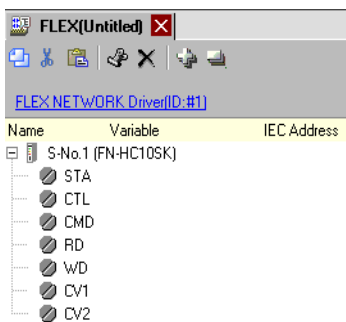 FLEX(Untitled)
FLEX NETWORK Driver(ID:#1)
Name Variable IEC Address
S-No.1 (FN-HC10SK)
STA
CTL
CMD
RD
WD
CV1
CV2